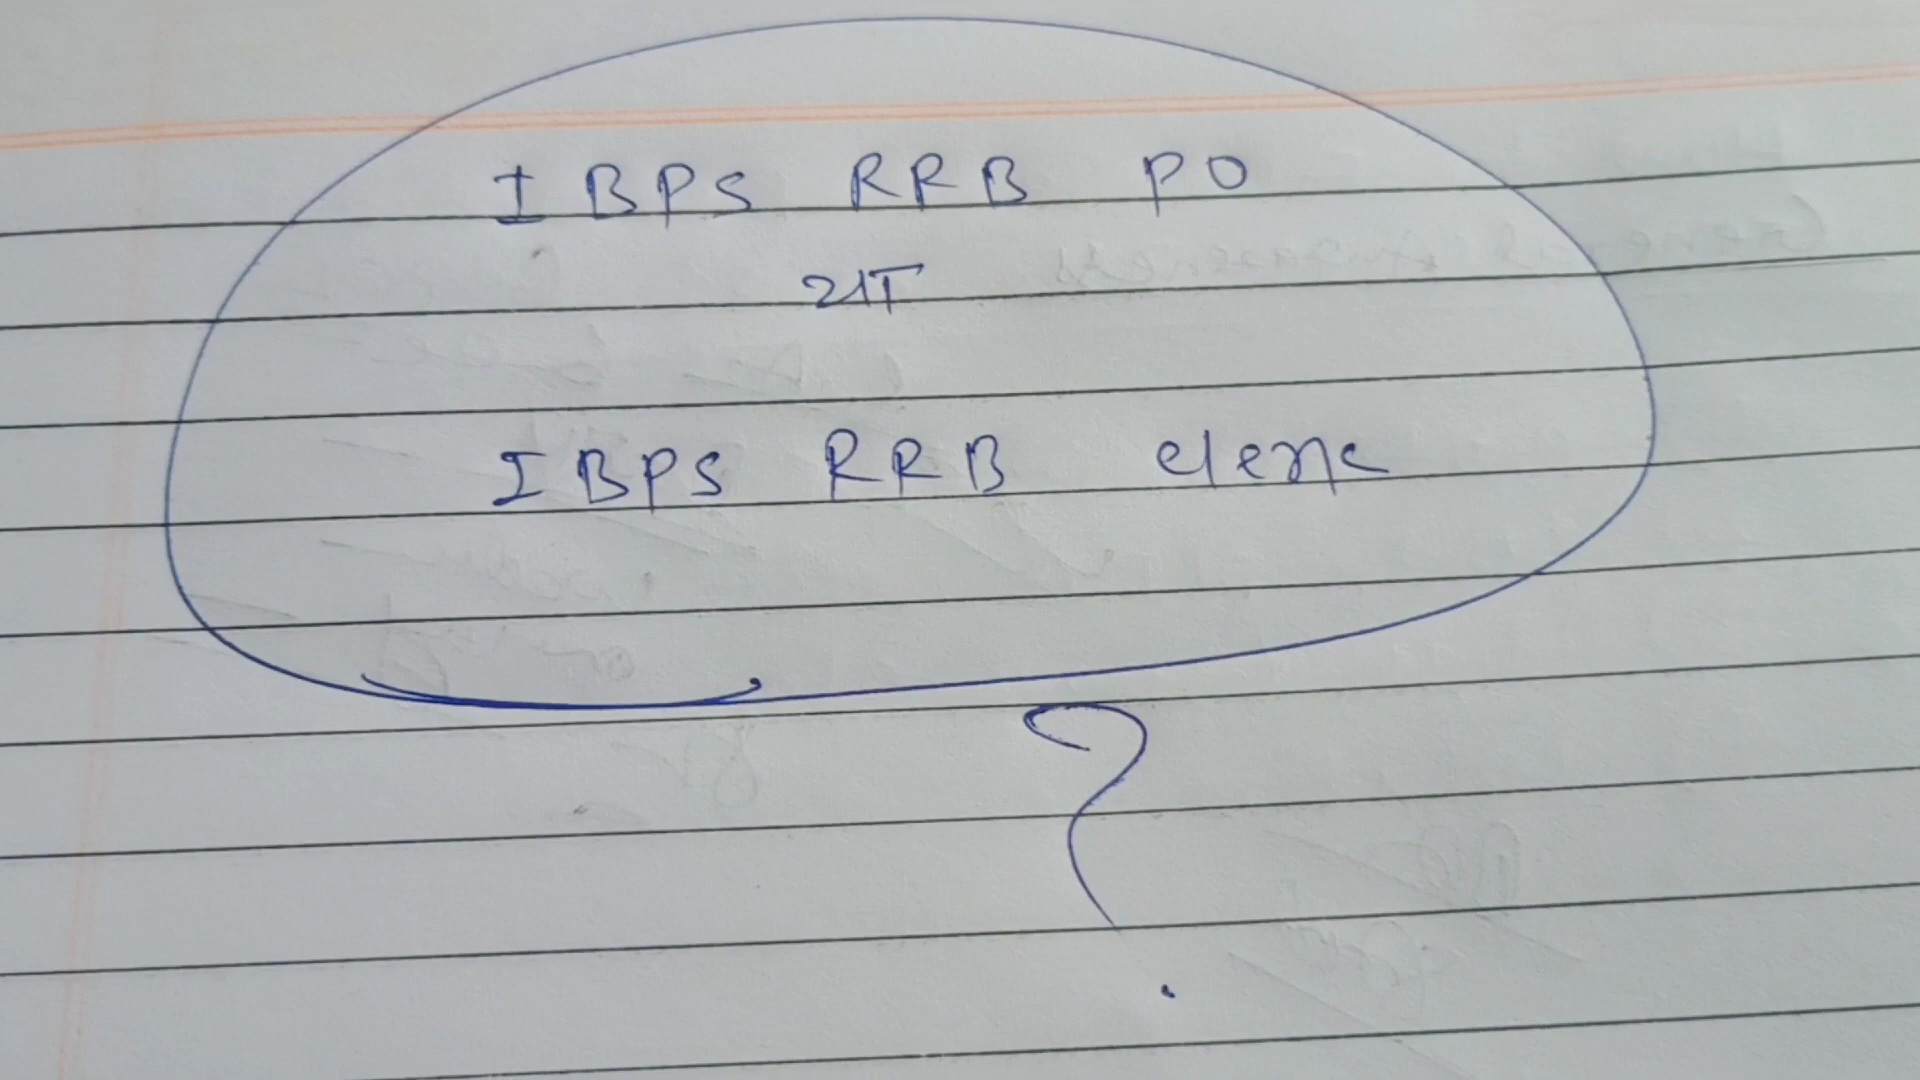 IBPS RRB PO
या
IBPS RRB clerk
?